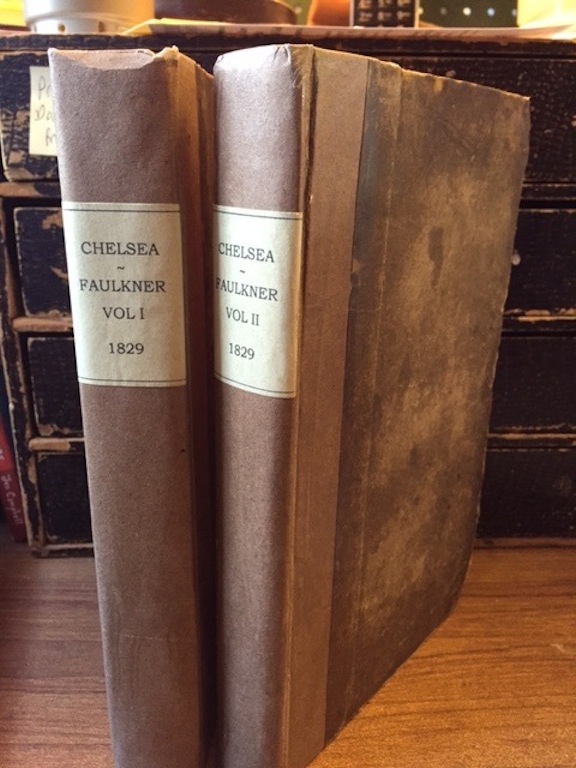 CHELSEA
~
FAULKNER
VOL I
1829
CHELSEA
~
FAULKNER
VOL II
1829